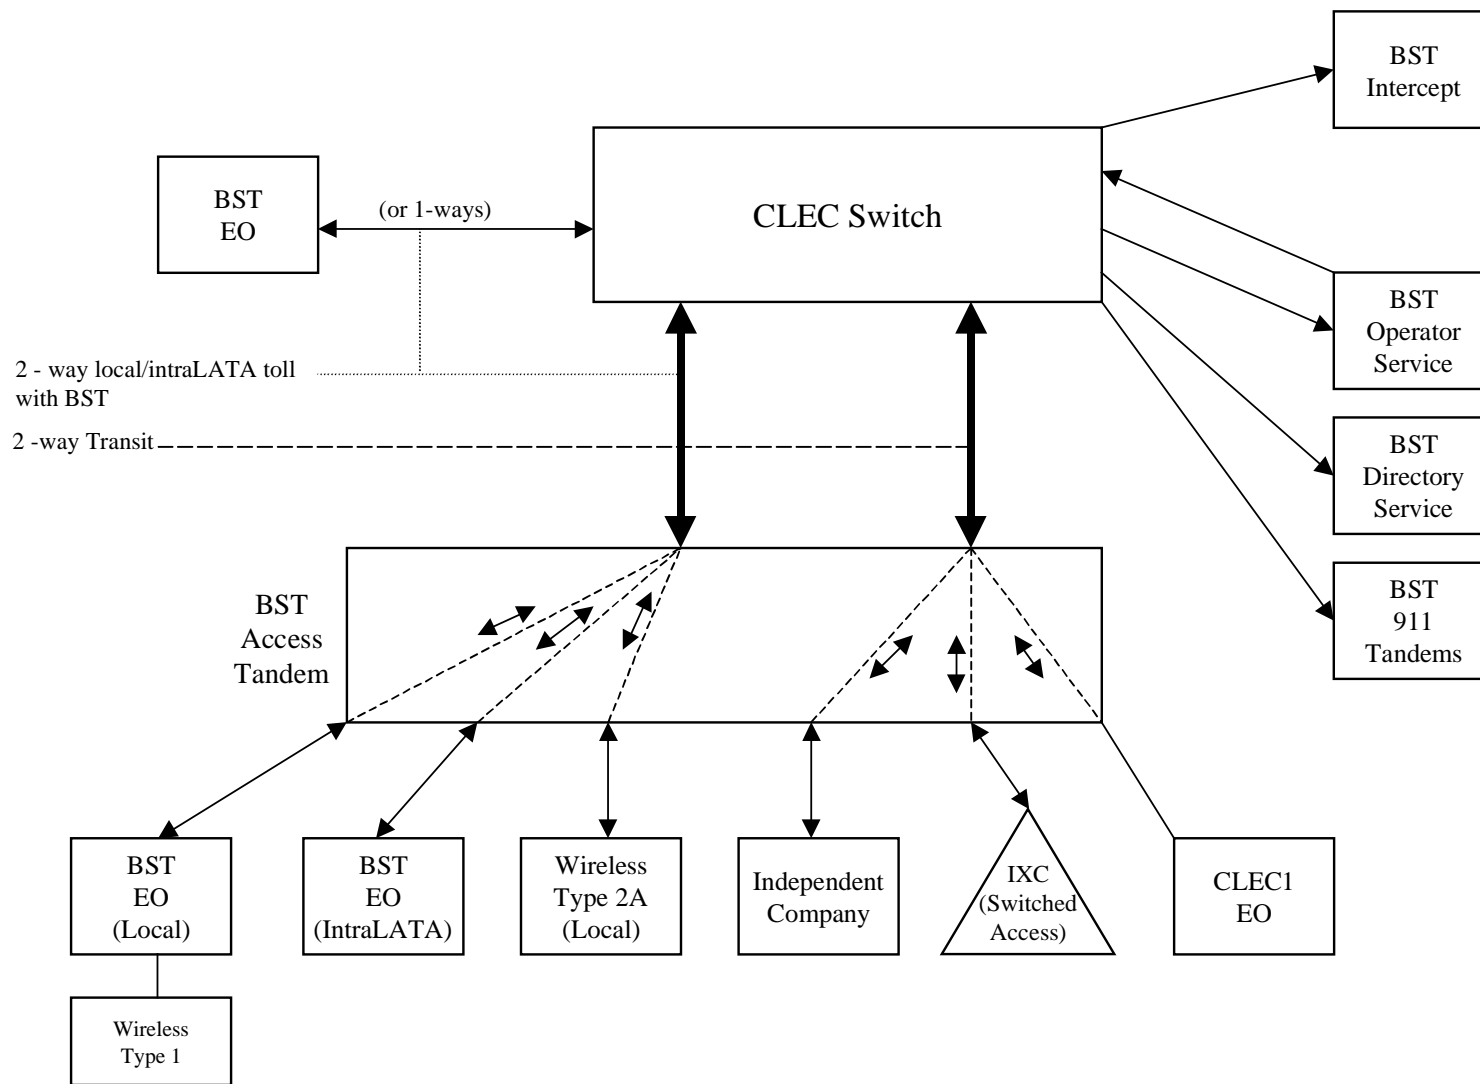 BST
Intercept
BST
EO
(or 1-ways)
CLEC Switch
BST
Operator
Service
2 - way local/intraLATA toll
with BST
2 -way Transit
BST
Directory
Service
BST
911
Tandems
BST
Access
Tandem
BST
EO
(Local)
BST
EO
(IntraLATA)
Wireless
Type 2A
(Local)
Independent
Company
IXC
(Switched
Access)
CLEC1
EO
Wireless
Type 1